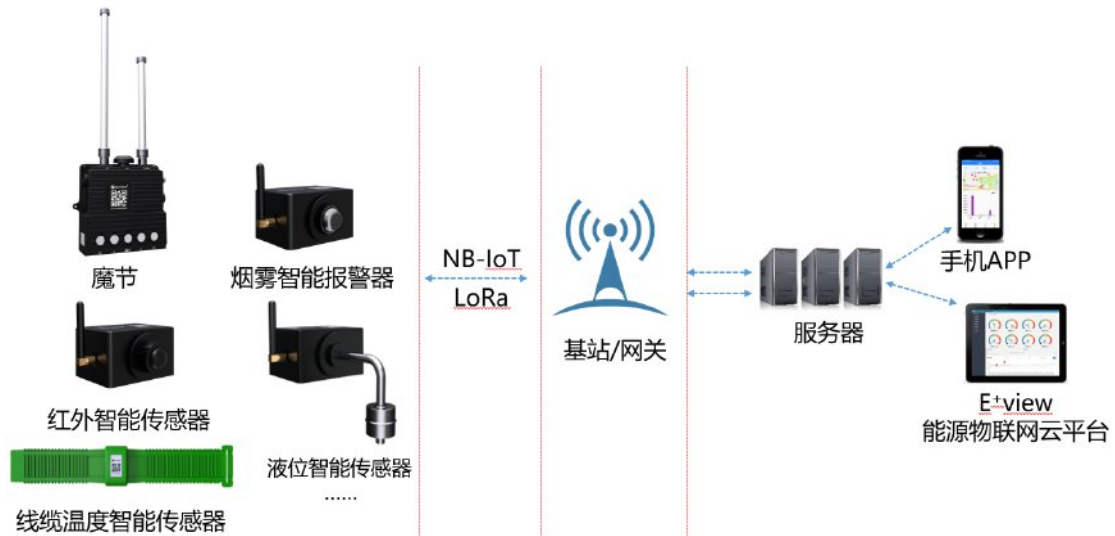 魔节
烟雾智能报警器
红外智能传感器
液位智能传感器
……
线缆温度智能传感器
NB-IoT
LoRa
基站/网关
服务器
手机APP
E⁺view
能源物联网云平台